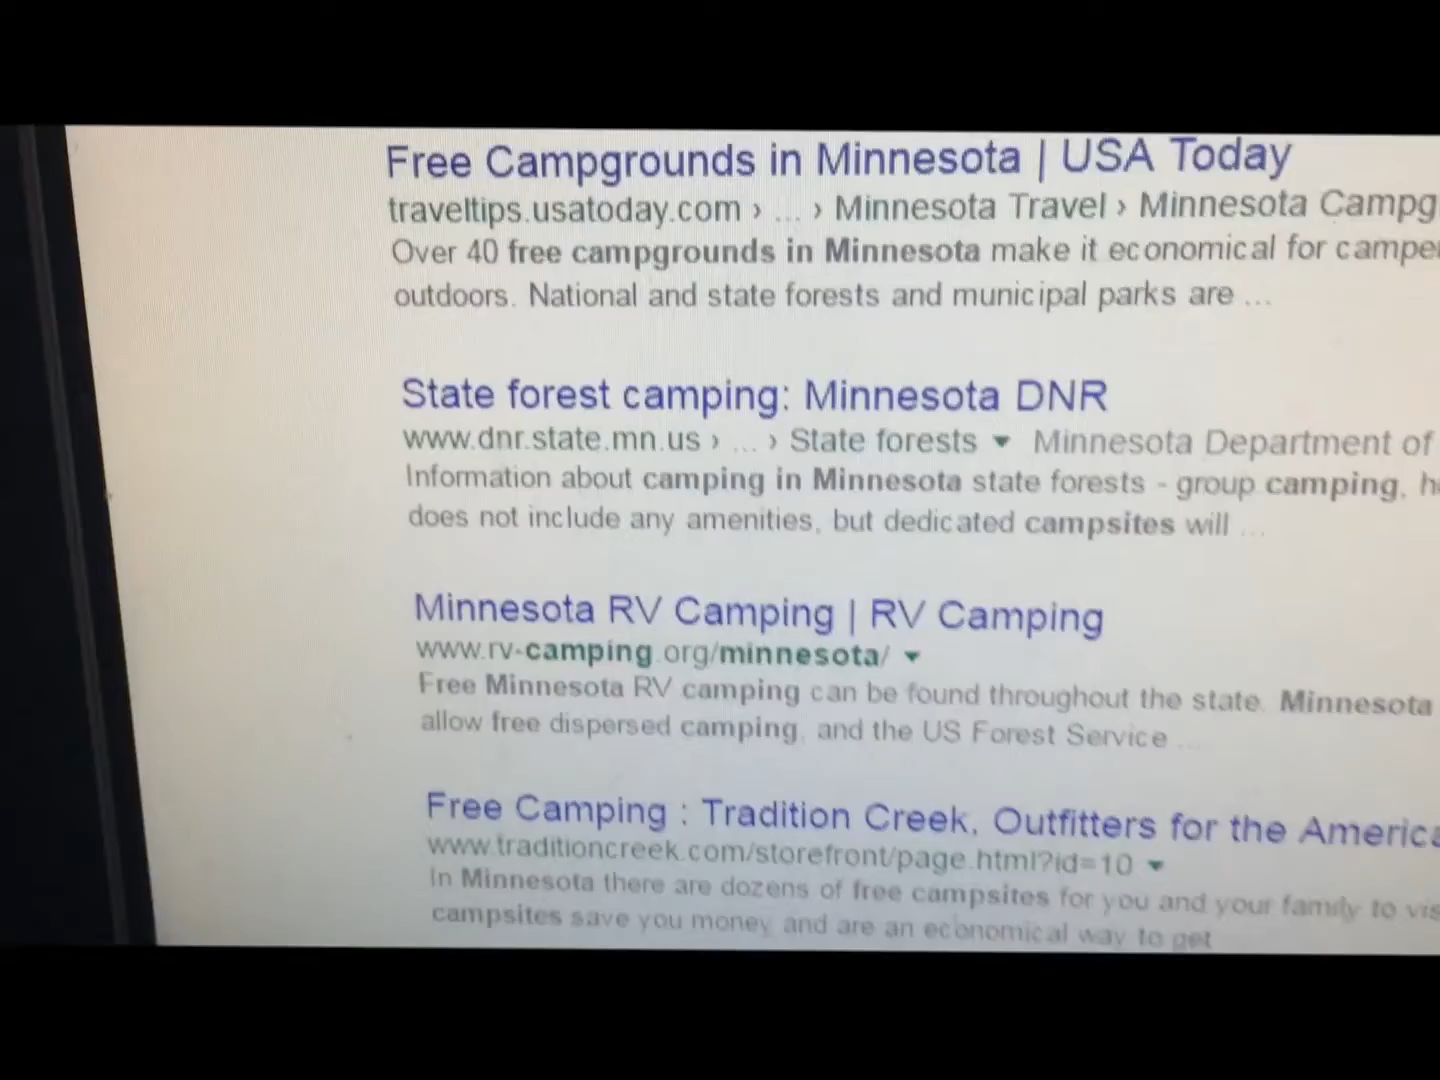 Free Campgrounds in Minnesota | USA Today
traveltips.usatoday.com › ... › Minnesota Travel › Minnesota Campg
Over 40 free campgrounds in Minnesota make it economical for camper
outdoors. National and state forests and municipal parks are ...
State forest camping: Minnesota DNR
www.dnr.state.mn.us › ... › State forests ▾ Minnesota Department of
Information about camping in Minnesota state forests - group camping, h
does not include any amenities, but dedicated campsites will ...
Minnesota RV Camping | RV Camping
www.rv-camping.org/minnesota/ ▾
Free Minnesota RV camping can be found throughout the state. Minnesota
allow free dispersed camping, and the US Forest Service ...
Free Camping : Tradition Creek, Outfitters for the America
www.traditioncreek.com/storefront/page.html?id=10 ▾
In Minnesota there are dozens of free campsites for you and your family to vis
campsites save you money and are an economical way to get